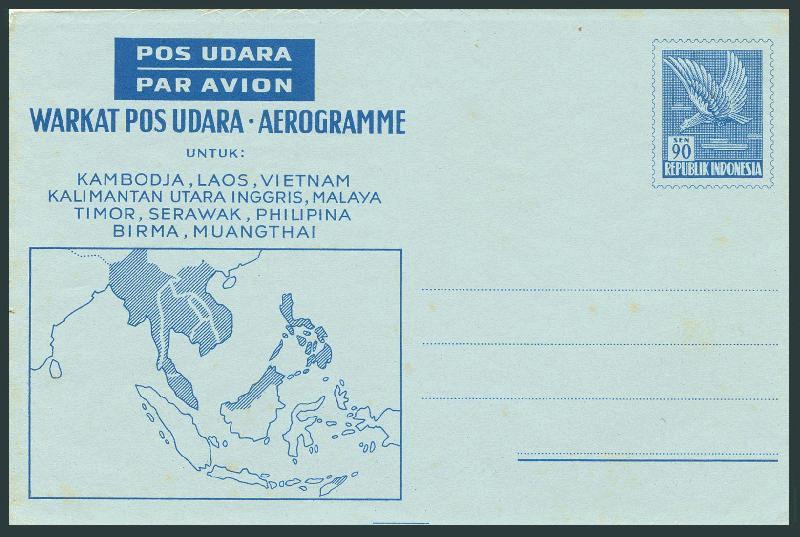 POS UDARA
PAR AVION
WARKAT POS UDARA · AEROGRAMME
UNTUK:
KAMBODJA, LAOS, VIETNAM
KALIMANTAN UTARA INGGRIS, MALAYA
TIMOR, SERAWAK, PHILIPINA
BIRMA, MUANGTHAI
SEN
90
REPUBLIK INDONESIA